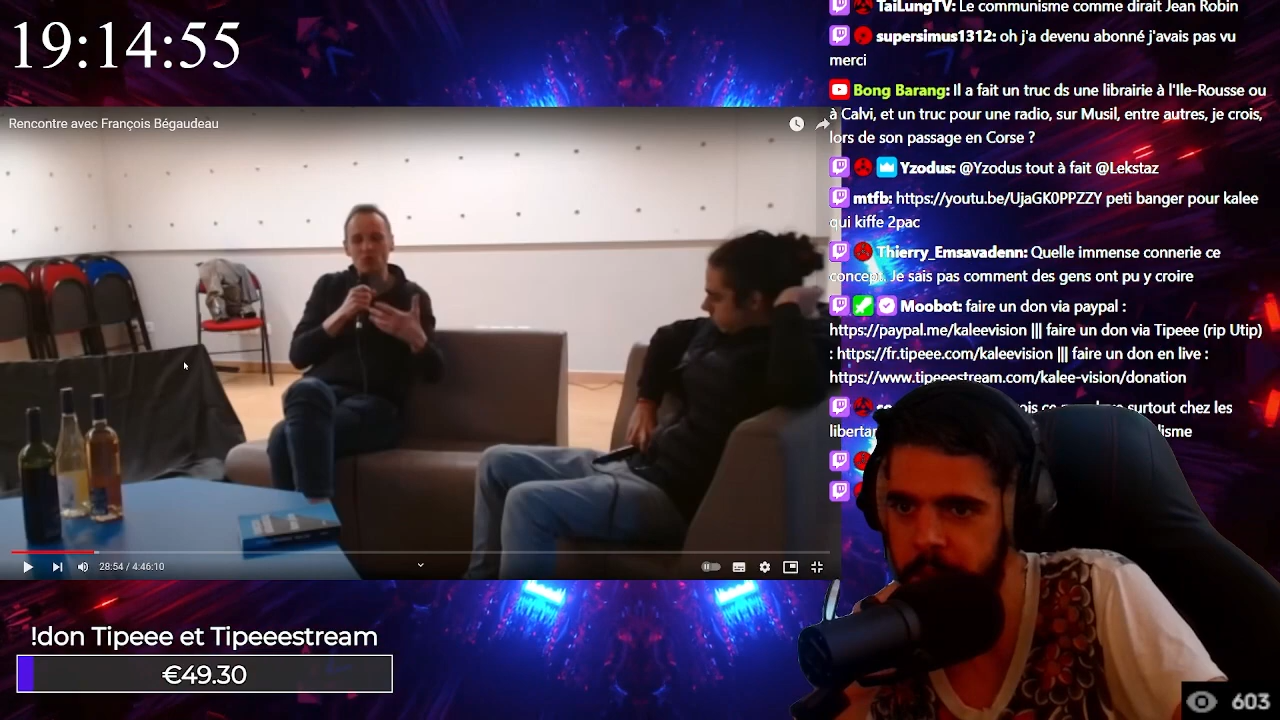 19:14:55
Rencontre avec François Bégaudeau
28:54 / 4:46:10
!don Tipeee et Tipeeestream
€49.30
TaiLungTV: Le communisme comme dirait Jean Robin
supersimus1312: oh j'a devenu abonné j'avais pas vu
merci
Bong Barang: Il a fait un truc ds une librairie à l'Ile-Rousse ou
à Calvi, et un truc pour une radio, sur Musil, entre autres, je crois,
lors de son passage en Corse ?
Yzodus: @Yzodus tout à fait @Lekstaz
mtfb: https://youtu.be/UjaGK0PPZZY peti banger pour kalee
qui kiffe 2pac
Thierry_Emsavadenn: Quelle immense connerie ce
concept. Je sais pas comment des gens ont pu y croire
Moobot: faire un don via paypal :
https://paypal.me/kaleevision ||| faire un don via Tipeee (rip Utip)
: https://fr.tipeee.com/kaleevision ||| faire un don en live :
https://www.tipeeestream.com/kalee-vision/donation
surtout chez les
603